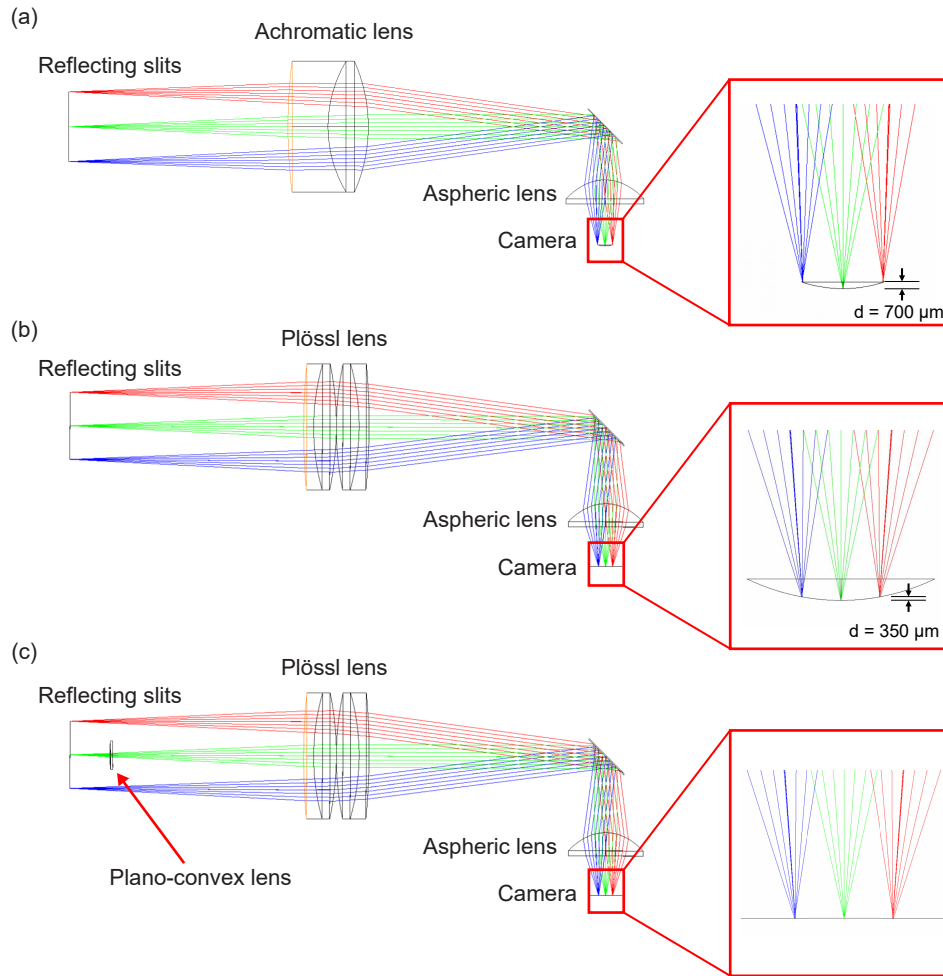 (a)
Achromatic lens
Reflecting slits
Aspheric lens
Camera
d = 700 µm
(b)
Plössl lens
Reflecting slits
Aspheric lens
Camera
d = 350 µm
(c)
Plössl lens
Reflecting slits
Aspheric lens
Plano-convex lens
Camera